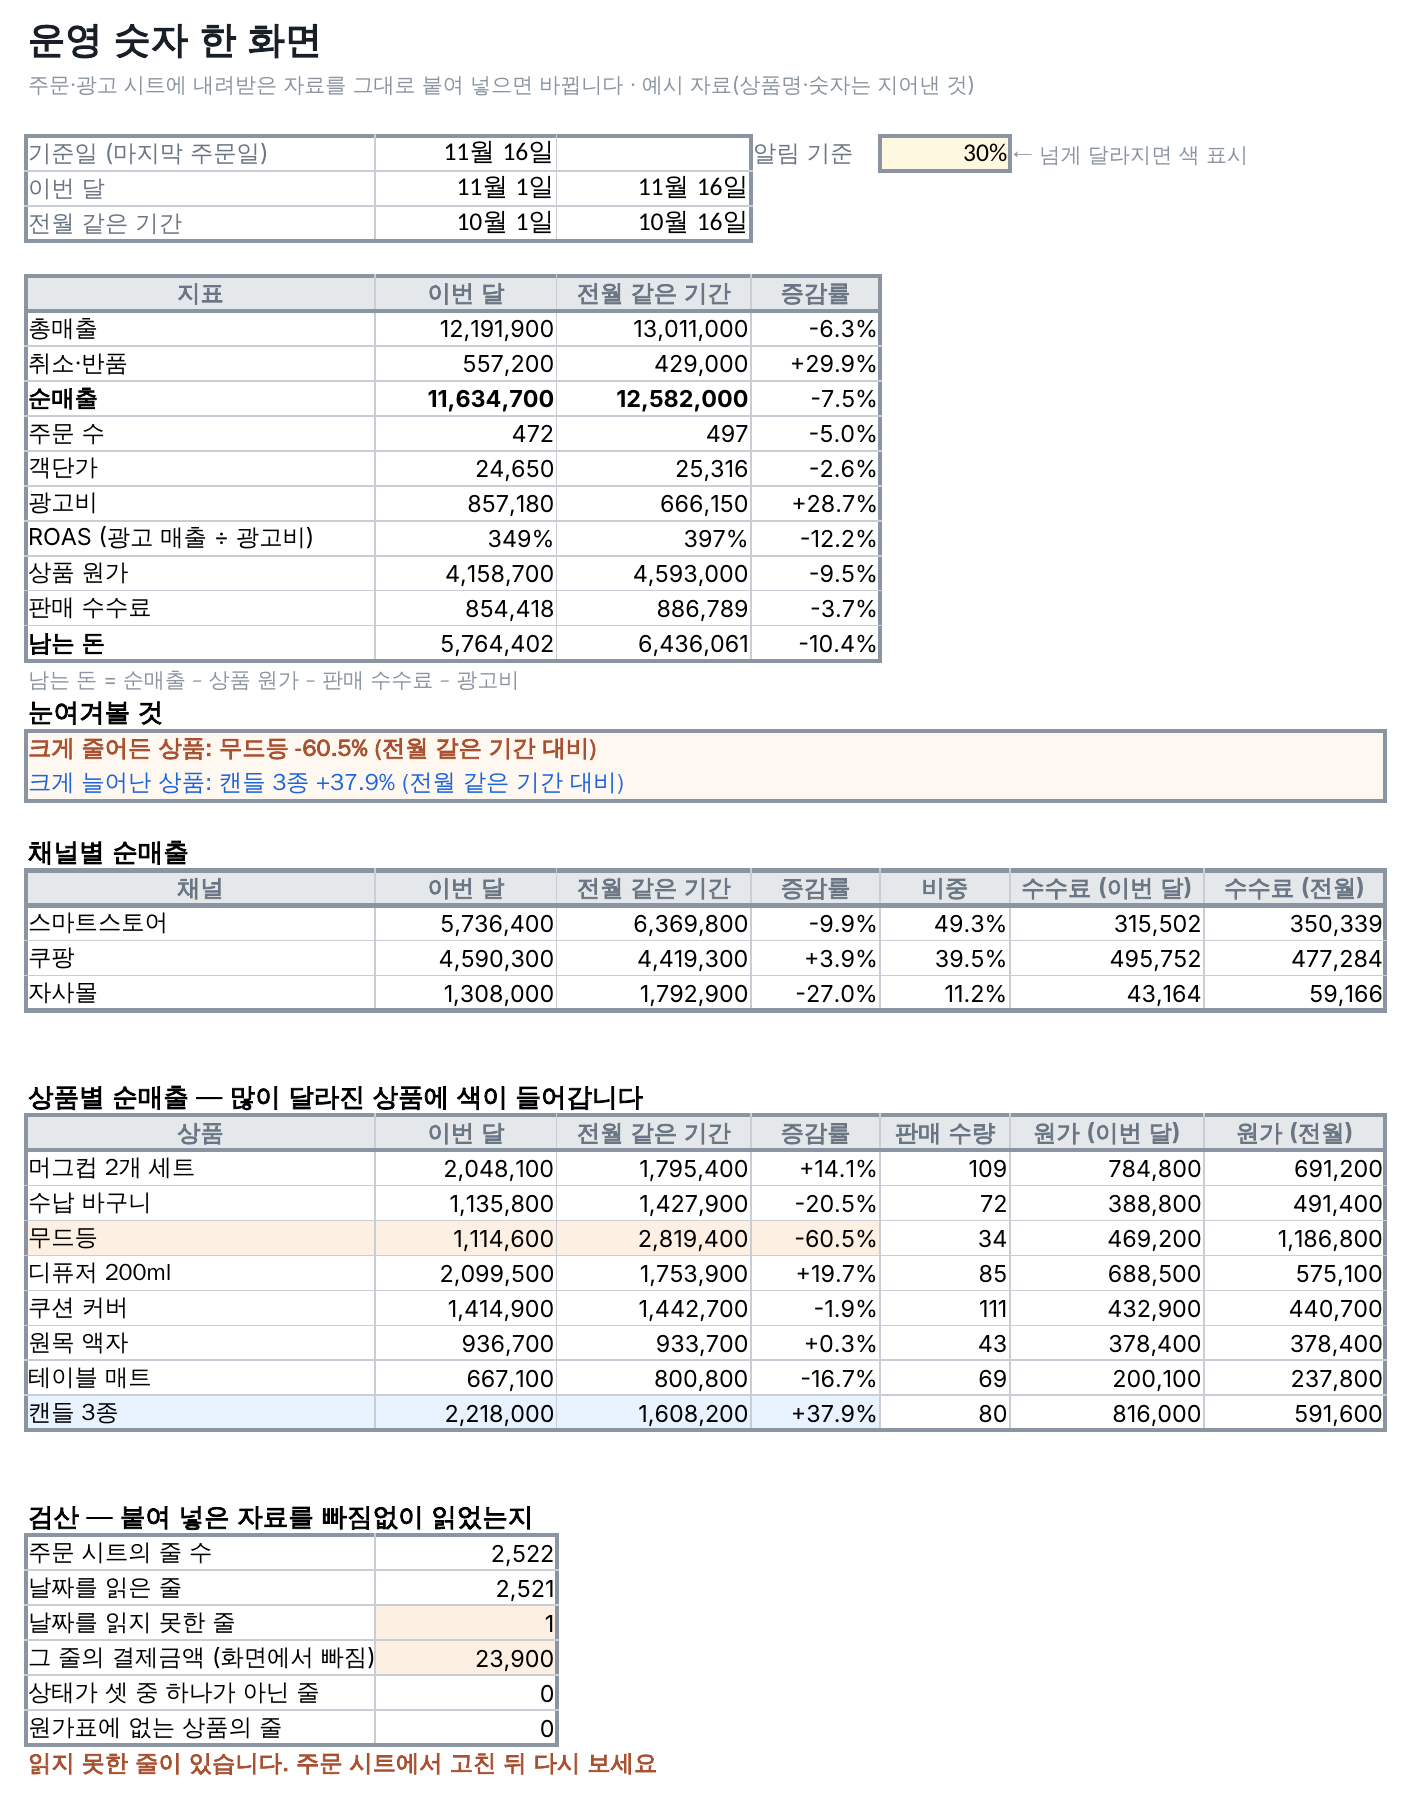 운영 숫자 한 화면
주문·광고 시트에 내려받은 자료를 그대로 붙여 넣으면 바뀝니다 · 예시 자료(상품명·숫자는 지어낸 것)
기준일 (마지막 주문일) 11월 16일 알림 기준 30% ← 넘게 달라지면 색 표시
이번 달 11월 1일 11월 16일
전월 같은 기간 10월 1일 10월 16일
지표 이번 달 전월 같은 기간 증감률
총매출 12,191,900 13,011,000 -6.3%
취소·반품 557,200 429,000 +29.9%
순매출 11,634,700 12,582,000 -7.5%
주문 수 472 497 -5.0%
객단가 24,650 25,316 -2.6%
광고비 857,180 666,150 +28.7%
ROAS (광고 매출 ÷ 광고비) 349% 397% -12.2%
상품 원가 4,158,700 4,593,000 -9.5%
판매 수수료 854,418 886,789 -3.7%
남는 돈 5,764,402 6,436,061 -10.4%
남는 돈 = 순매출 − 상품 원가 − 판매 수수료 − 광고비
눈여겨볼 것
크게 줄어든 상품: 무드등 -60.5% (전월 같은 기간 대비)
크게 늘어난 상품: 캔들 3종 +37.9% (전월 같은 기간 대비)
채널별 순매출
채널 이번 달 전월 같은 기간 증감률 비중 수수료 (이번 달) 수수료 (전월)
스마트스토어 5,736,400 6,369,800 -9.9% 49.3% 315,502 350,339
쿠팡 4,590,300 4,419,300 +3.9% 39.5% 495,752 477,284
자사몰 1,308,000 1,792,900 -27.0% 11.2% 43,164 59,166
상품별 순매출 — 많이 달라진 상품에 색이 들어갑니다
상품 이번 달 전월 같은 기간 증감률 판매 수량 원가 (이번 달) 원가 (전월)
머그컵 2개 세트 2,048,100 1,795,400 +14.1% 109 784,800 691,200
수납 바구니 1,135,800 1,427,900 -20.5% 72 388,800 491,400
무드등 1,114,600 2,819,400 -60.5% 34 469,200 1,186,800
디퓨저 200ml 2,099,500 1,753,900 +19.7% 85 688,500 575,100
쿠션 커버 1,414,900 1,442,700 -1.9% 111 432,900 440,700
원목 액자 936,700 933,700 +0.3% 43 378,400 378,400
테이블 매트 667,100 800,800 -16.7% 69 200,100 237,800
캔들 3종 2,218,000 1,608,200 +37.9% 80 816,000 591,600
검산 — 붙여 넣은 자료를 빠짐없이 읽었는지
주문 시트의 줄 수 2,522
날짜를 읽은 줄 2,521
날짜를 읽지 못한 줄 1
그 줄의 결제금액 (화면에서 빠짐) 23,900
상태가 셋 중 하나가 아닌 줄 0
원가표에 없는 상품의 줄 0
읽지 못한 줄이 있습니다. 주문 시트에서 고친 뒤 다시 보세요